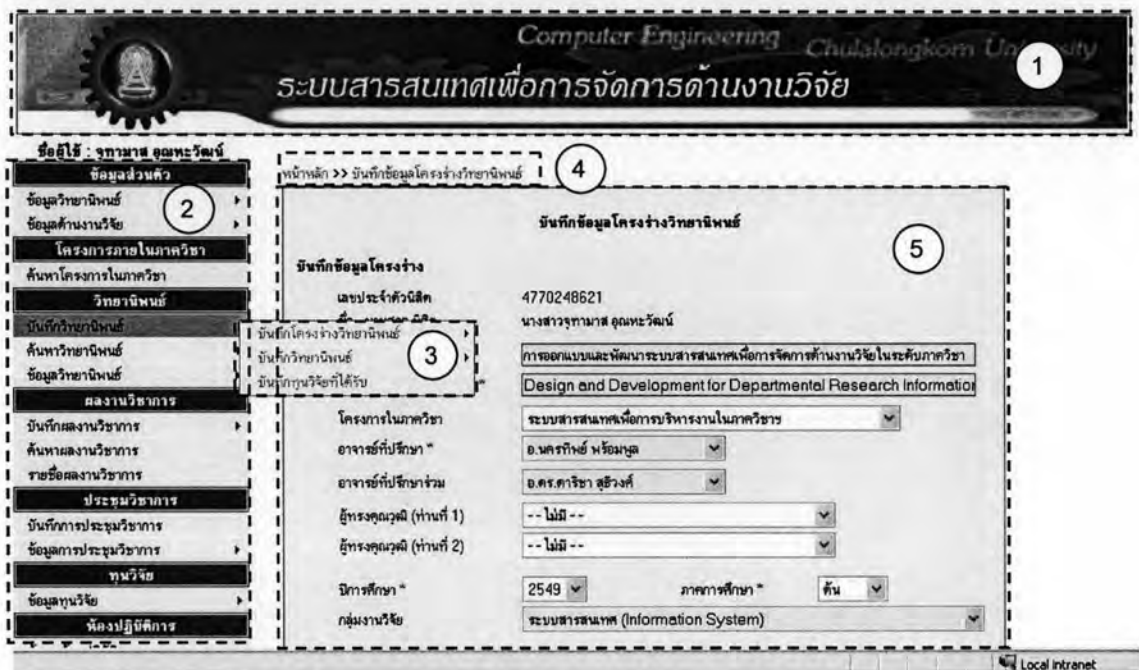 Computer Engineering Chulalongkorn University
1
ระบบสารสนเทศเพื่อการจัดการด้านงานวิจัย
ชื่อผู้ใช้ : จุฑามาส อุณหะวัฒน์
ข้อมูลส่วนตัว
ข้อมูลวิทยานิพนธ์
2
ข้อมูลด้านงานวิจัย
โครงการภายในภาควิชา
ค้นหาโครงการในภาควิชา
วิทยานิพนธ์
บันทึกวิทยานิพนธ์
ค้นหาวิทยานิพนธ์
ข้อมูลวิทยานิพนธ์
ผลงานวิชาการ
บันทึกผลงานวิชาการ
ค้นหาผลงานวิชาการ
รายชื่อผลงานวิชาการ
ประชุมวิชาการ
บันทึกการประชุมวิชาการ
ข้อมูลการประชุมวิชาการ
ทุนวิจัย
ข้อมูลทุนวิจัย
ห้องปฏิบัติการ
บันทึกโครงร่างวิทยานิพนธ์
บันทึกวิทยานิพนธ์
3
บันทึกทุนวิจัยที่ได้รับ
หน้าหลัก >> บันทึกข้อมูลโครงร่างวิทยานิพนธ์
4
บันทึกข้อมูลโครงร่างวิทยานิพนธ์
5
บันทึกข้อมูลโครงร่าง
เลขประจำตัวนิสิต 4770248621
นางสาวจุฑามาส อุณหะวัฒน์
การออกแบบและพัฒนาระบบสารสนเทศเพื่อการจัดการด้านงานวิจัยในระดับภาควิชา
* Design and Development for Departmental Research Information
โครงการในภาควิชา ระบบสารสนเทศเพื่อการบริหารงานในภาควิชาฯ
อาจารย์ที่ปรึกษา * อ.นครทิพย์ พร้อมพูล
อาจารย์ที่ปรึกษาร่วม อ.ดร.ดาริชา สุธีวงศ์
ผู้ทรงคุณวุฒิ (ท่านที่ 1) -- ไม่มี --
ผู้ทรงคุณวุฒิ (ท่านที่ 2) -- ไม่มี --
ปีการศึกษา * 2549 ภาคการศึกษา * ต้น
กลุ่มงานวิจัย ระบบสารสนเทศ (Information System)
Local intranet